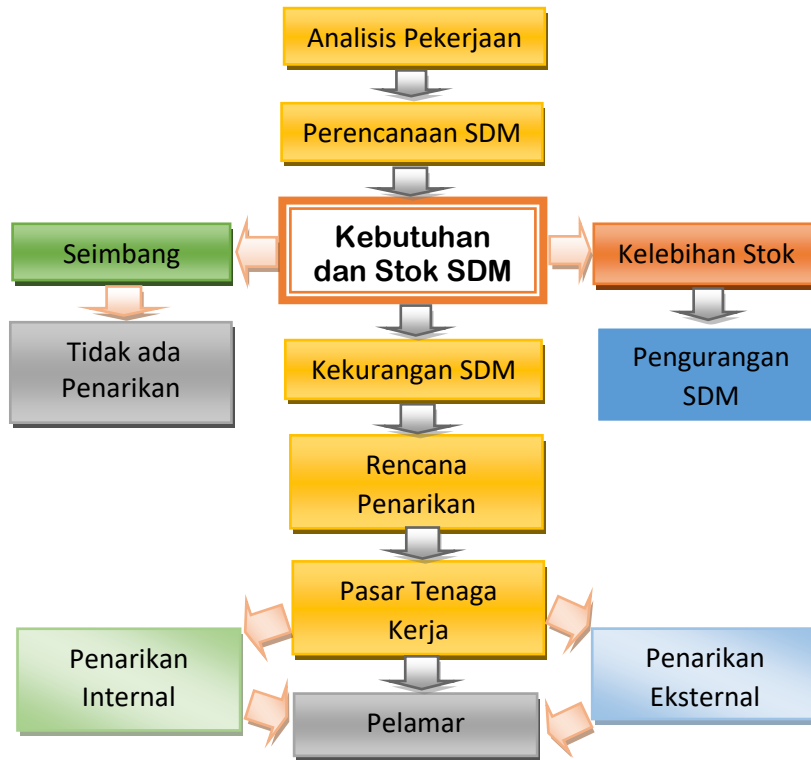 Analisis Pekerjaan
Perencanaan SDM
Kebutuhan
dan Stok SDM
Seimbang
Kelebihan Stok
Tidak ada
Penarikan
Kekurangan SDM
Pengurangan
SDM
Rencana
Penarikan
Pasar Tenaga
Kerja
Penarikan
Internal
Penarikan
Eksternal
Pelamar